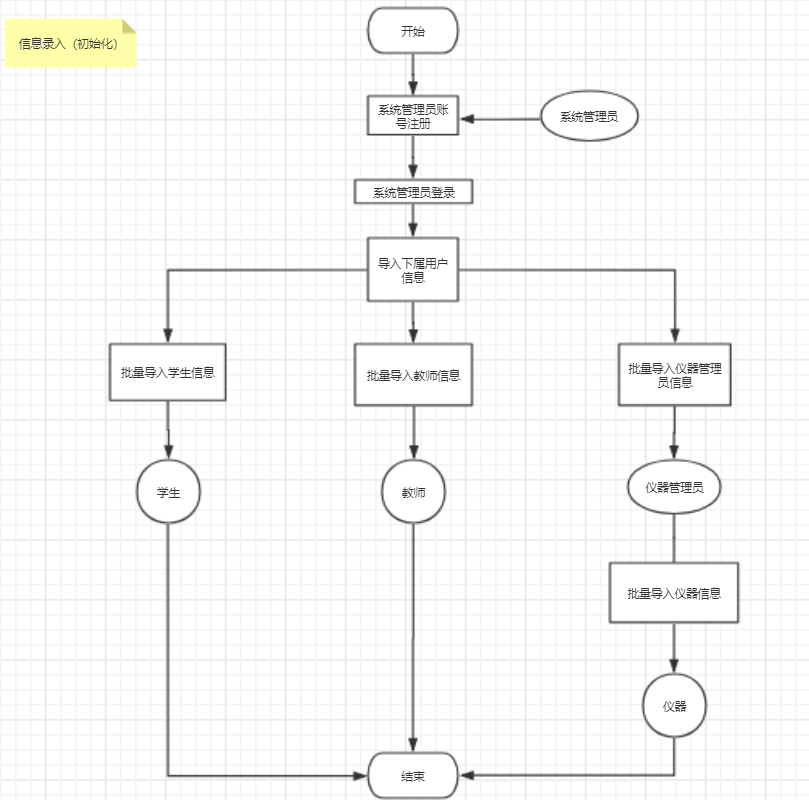 信息录入（初始化）
开始
系统管理员账
号注册
系统管理员
系统管理员登录
导入下属用户
信息
批量导入学生信息
批量导入教师信息
批量导入仪器管理
员信息
学生
教师
仪器管理员
批量导入仪器信息
仪器
结束